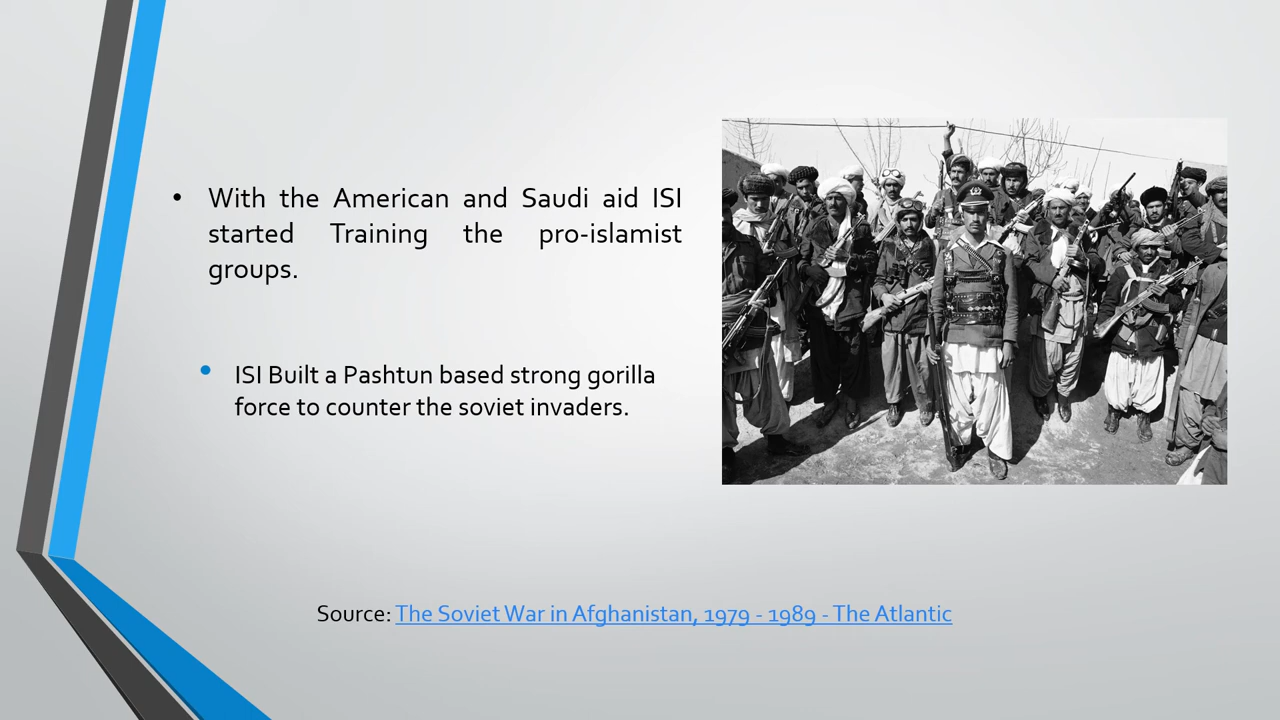 • With the American and Saudi aid ISI
started Training the pro-islamist
groups.
• ISI Built a Pashtun based strong gorilla
force to counter the soviet invaders.
Source: The Soviet War in Afghanistan, 1979 - 1989 - The Atlantic